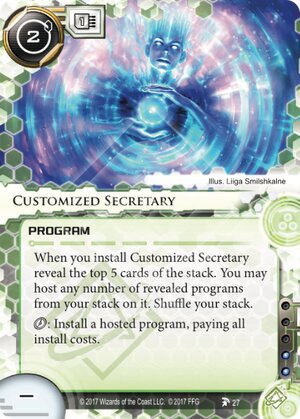 2
1
Illus. Liiga Smilshkalne
CUSTOMIZED SECRETARY
PROGRAM
When you install Customized Secretary
reveal the top 5 cards of the stack. You may
host any number of revealed programs
from your stack on it. Shuffle your stack.
: Install a hosted program, paying all
install costs.
–
© 2017 Wizards of the Coast LLC. © 2017 FFG
27